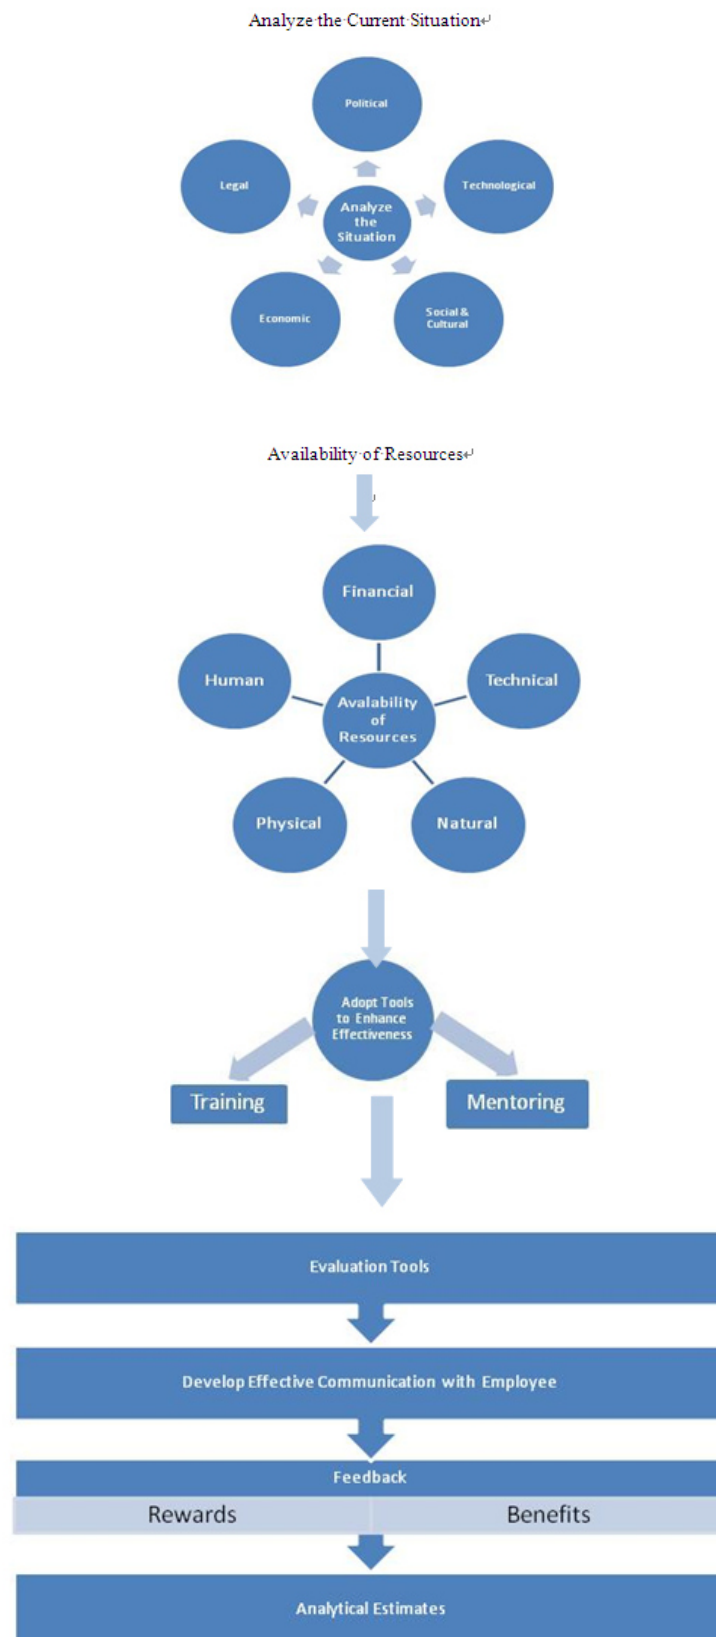 Analyze the Current Situation↵
Political
Legal
Technological
Analyze
the
Situation
Economic
Social &
Cultural
Availability of Resources↵
↵
Financial
Human
Technical
Avalability
of
Resources
Physical
Natural
Adopt Tools
to Enhance
Effectiveness
Training
Mentoring
Evaluation Tools
Develop Effective Communication with Employee
Feedback
Rewards
Benefits
Analytical Estimates